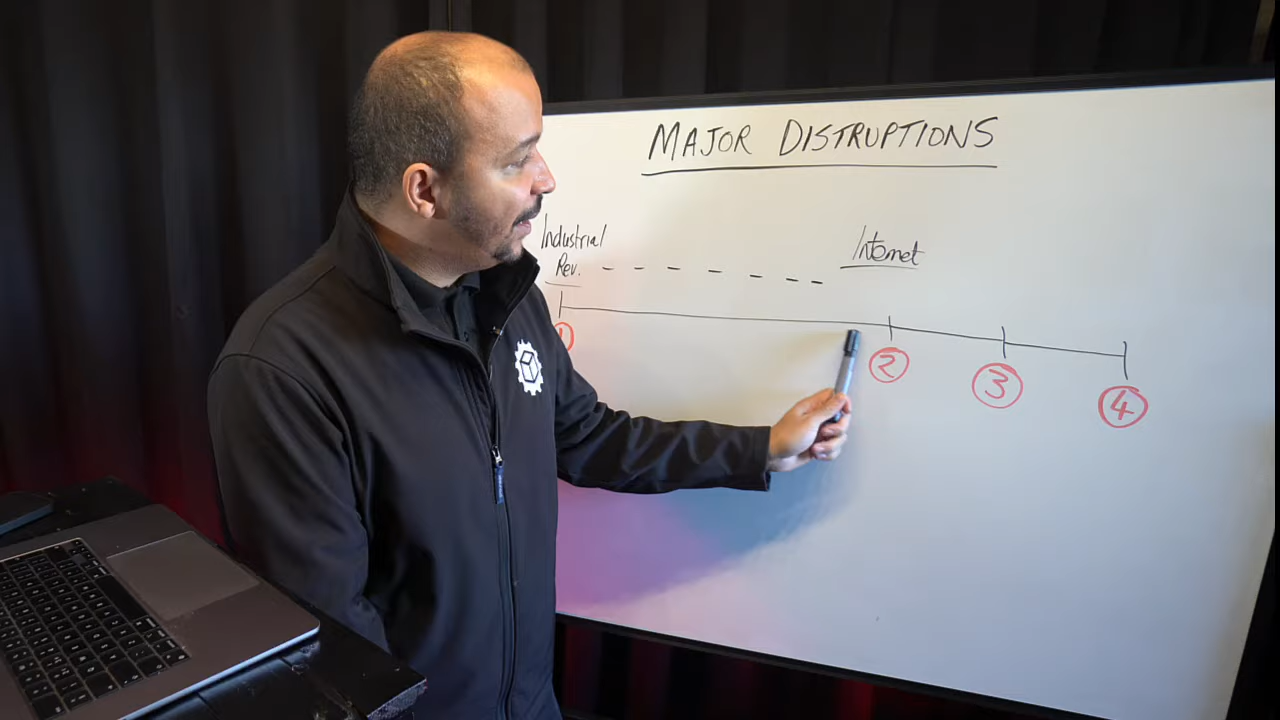 MAJOR DISTRUPTIONS
Industrial
Rev.
Internet
1
2
3
4